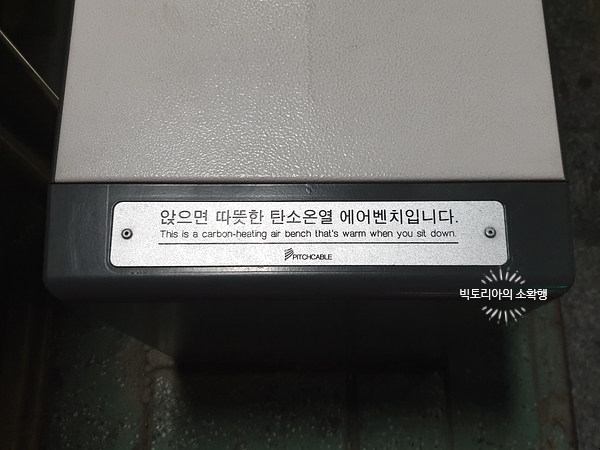 앉으면 따뜻한 탄소온열 에어벤치입니다.
This is a carbon-heating air bench that's warm when you sit down.
PITCHCABLE
빅토리아의 소확행